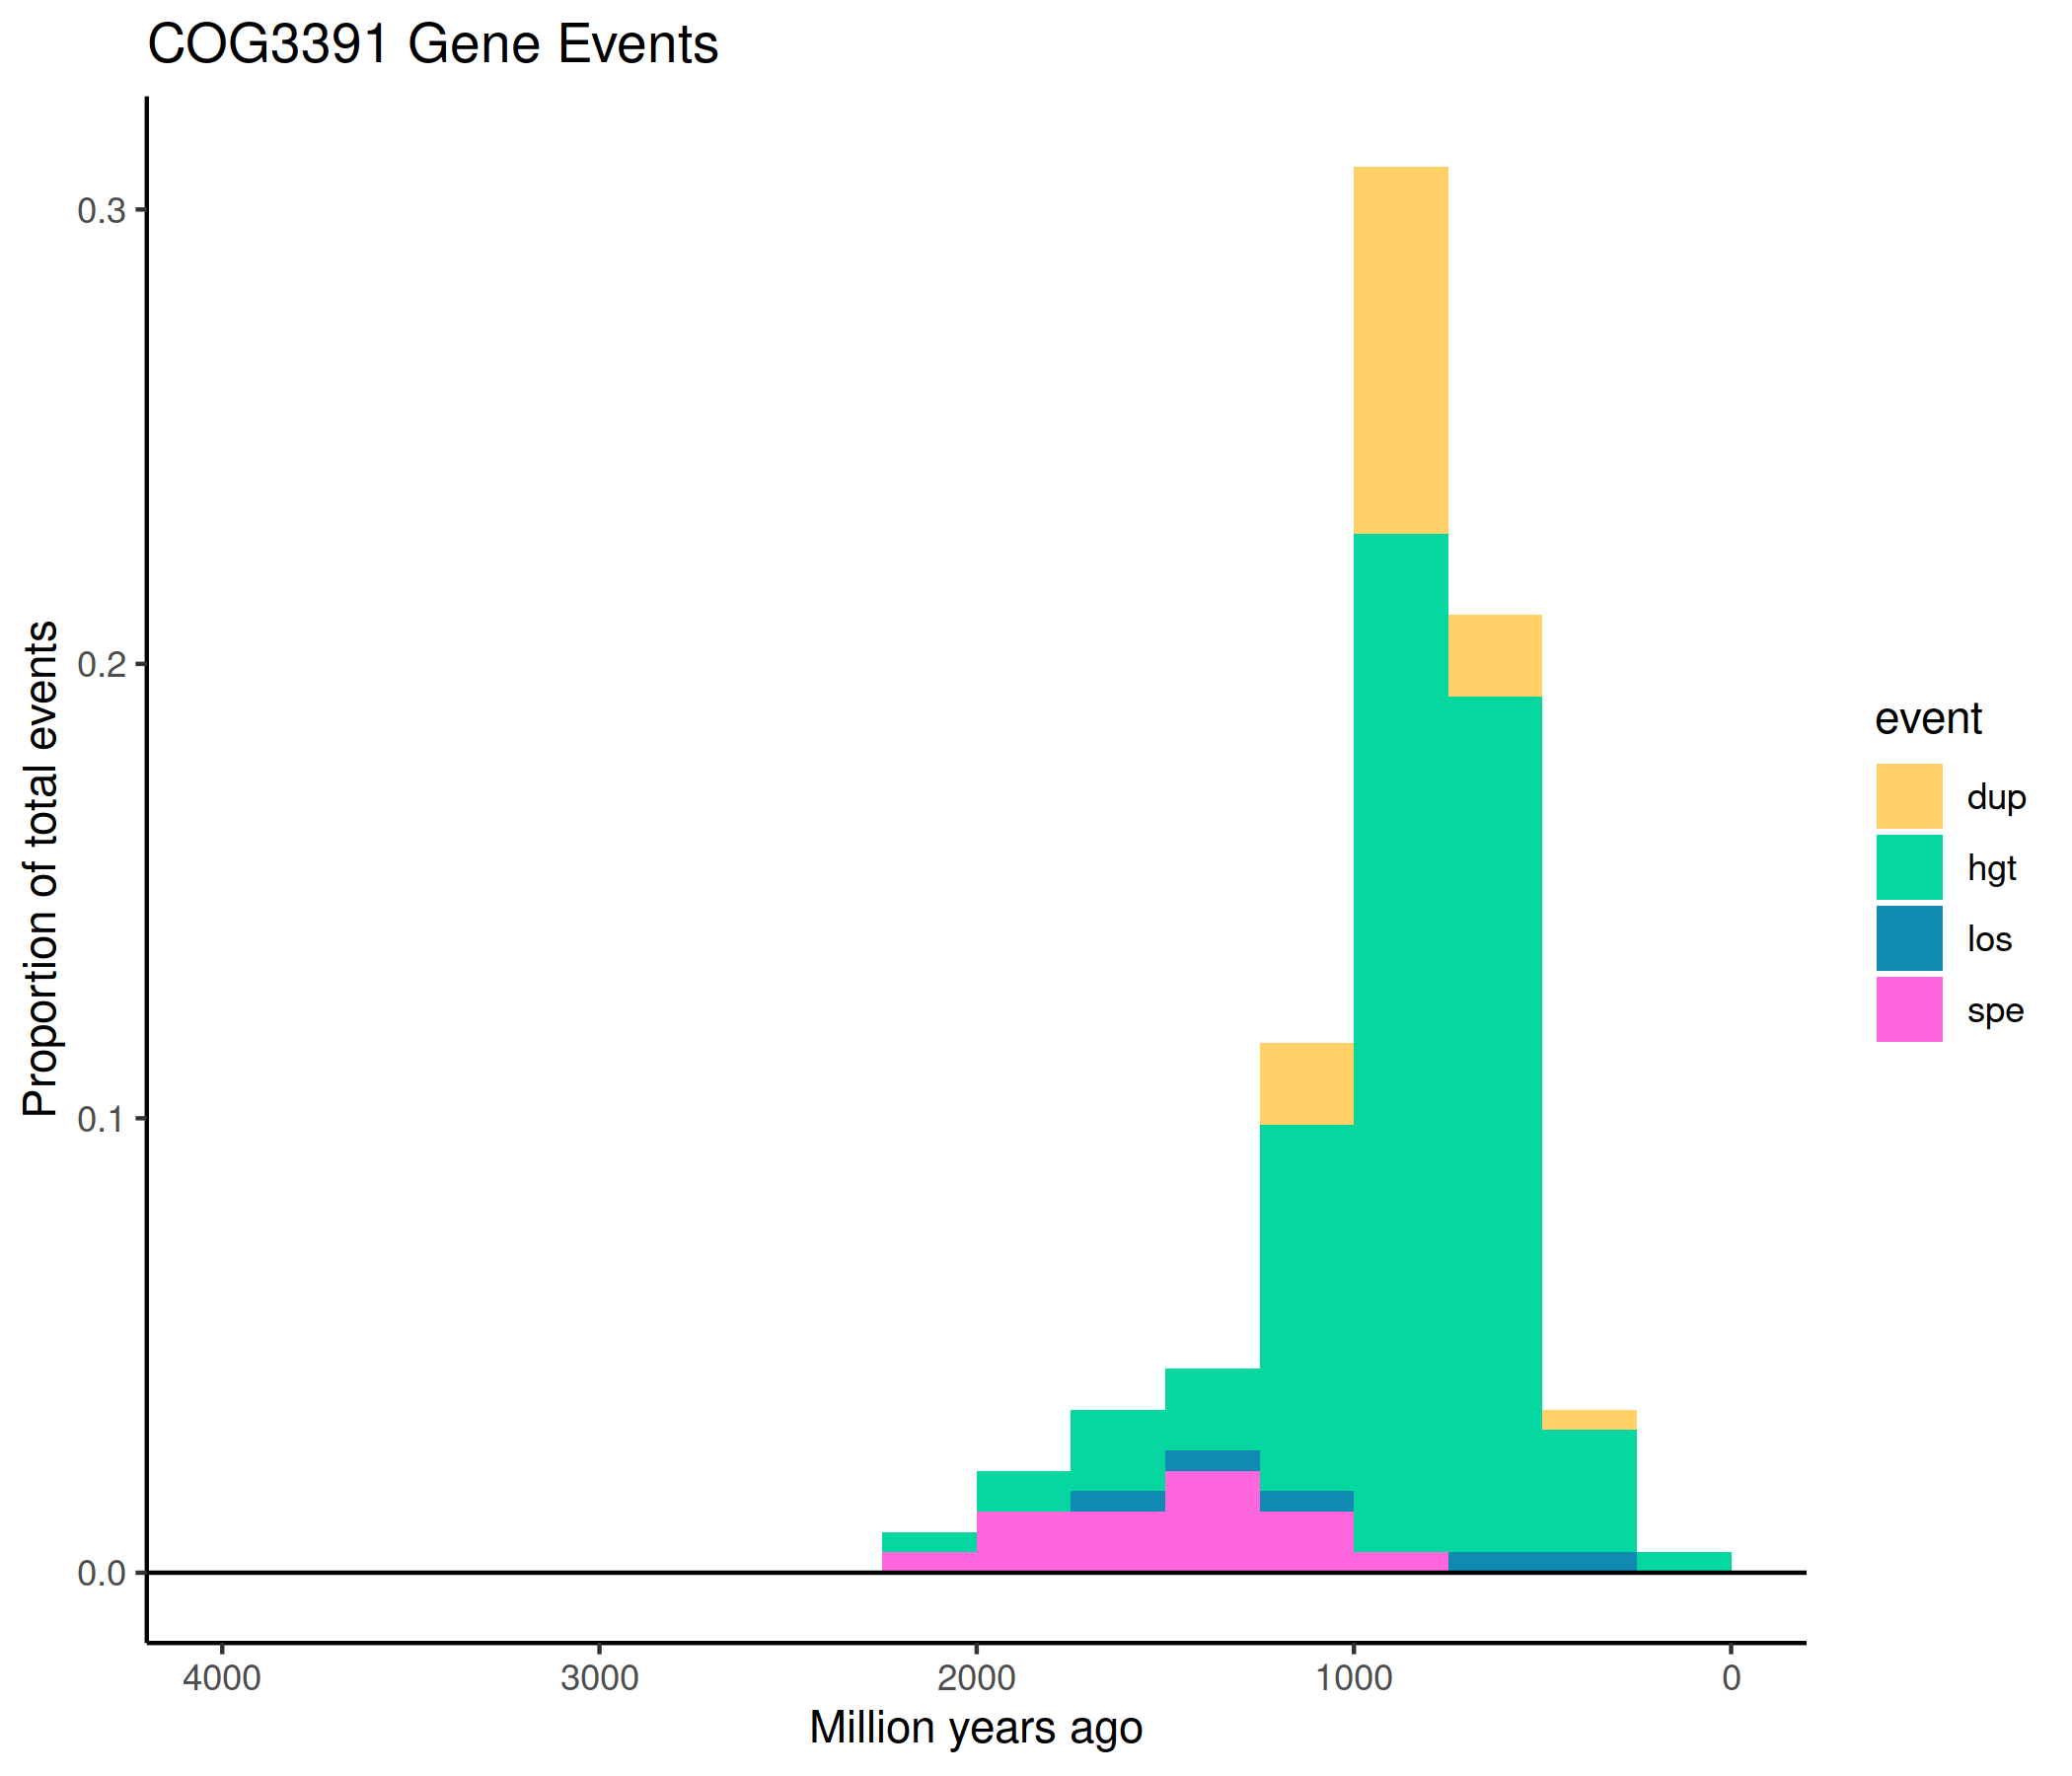 COG3391 Gene Events
Proportion of total events
0.3
0.2
0.1
0.0
4000 3000 2000 1000 0
Million years ago
event
dup
hgt
los
spe